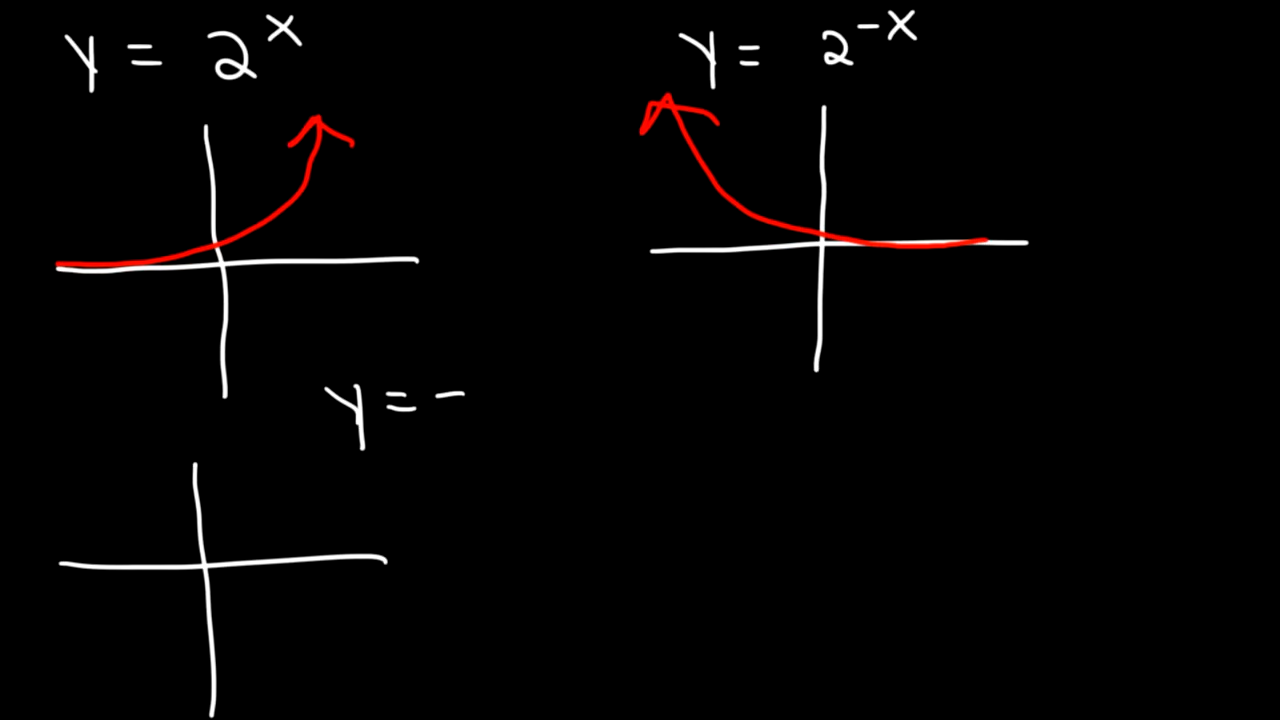 y = 2^x
y = 2^-x
y = -